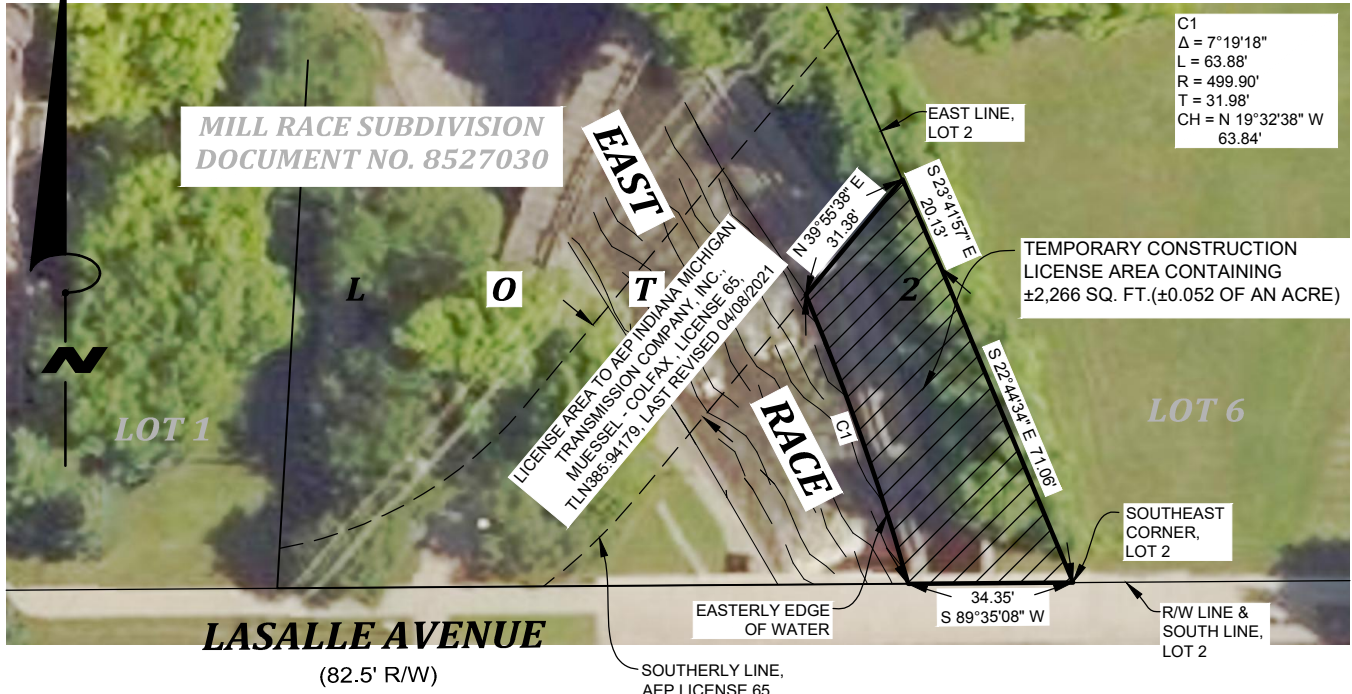 C1
Δ = 7°19'18"
L = 63.88'
R = 499.90'
T = 31.98'
CH = N 19°32'38" W
63.84'
MILL RACE SUBDIVISION
DOCUMENT NO. 8527030
EAST LINE,
LOT 2
EAST
N 39°55'38" E
31.38'
S 23°41'57" E
20.13'
TEMPORARY CONSTRUCTION
LICENSE AREA CONTAINING
±2,266 SQ. FT.(±0.052 OF AN ACRE)
L O T 2
LICENSE AREA TO AEP INDIANA MICHIGAN
TRANSMISSION COMPANY, INC.,
MUESSEL - COLFAX , LICENSE 65,
TLN385:94179, LAST REVISED 04/08/2021
N
S 22°44'34" E 71.06'
LOT 1
RACE
C1
LOT 6
SOUTHEAST
CORNER,
LOT 2
34.35'
S 89°35'08" W
EASTERLY EDGE
OF WATER
R/W LINE &
SOUTH LINE,
LOT 2
LASALLE AVENUE
(82.5' R/W)
SOUTHERLY LINE,
AEP LICENSE 65